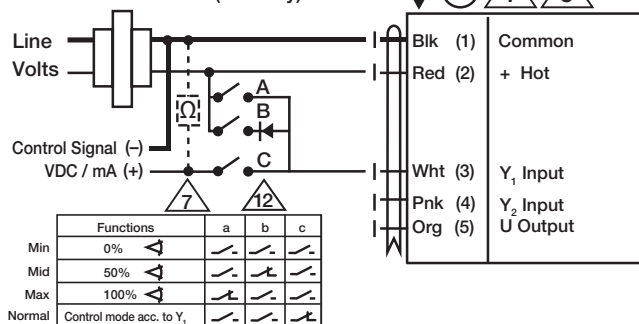 Line
Volts
Control Signal (–)
VDC / mA (+)
Ω
A
B
C
7
12
Blk (1) Common
Red (2) + Hot
Wht (3) Y₁ Input
Pnk (4) Y₂ Input
Org (5) U Output
Functions a b c
Min 0%
Mid 50%
Max 100%
Normal Control mode acc. to Y₁